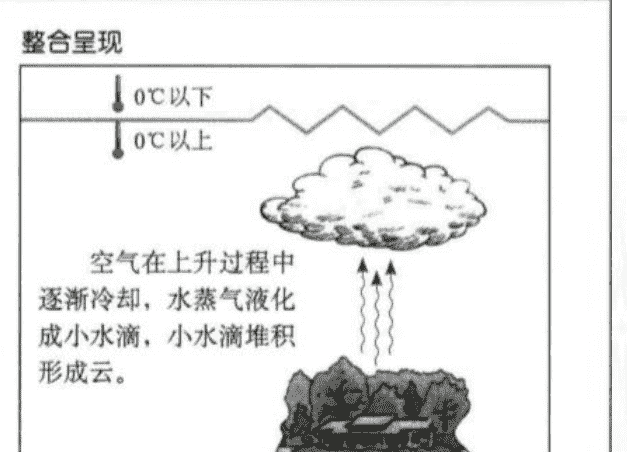 整合呈现
0℃以下
0℃以上
空气在上升过程中
逐渐冷却，水蒸气液化
成小水滴，小水滴堆积
形成云。